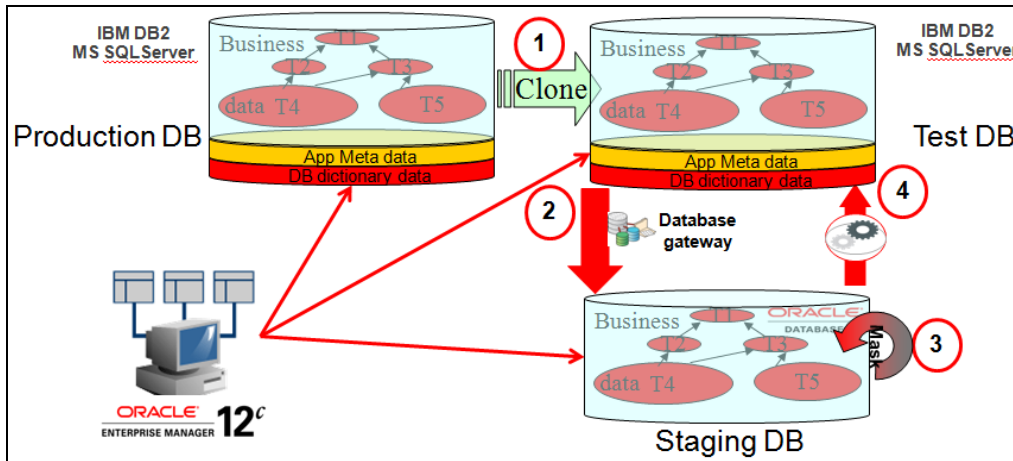 IBM DB2
MS SQLServer
Production DB
Business
T1
T2
T3
data T4
T5
App Meta data
DB dictionary data
1
Clone
IBM DB2
MS SQLServer
Test DB
Business
T1
T2
T3
data T4
T5
App Meta data
DB dictionary data
2
Database
gateway
4
ORACLE
ENTERPRISE MANAGER 12c
Business
T1
T2
T3
data T4
T5
ORACLE
DATABASE
Mask
3
Staging DB